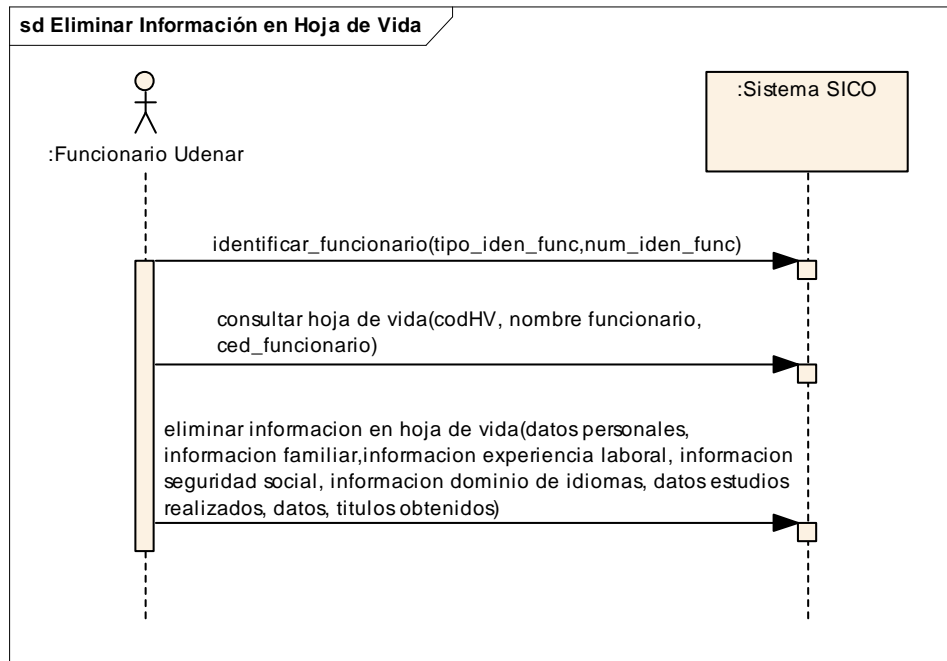 sd Eliminar Información en Hoja de Vida
:Sistema SICO
:Funcionario Udenar
identificar_funcionario(tipo_iden_func,num_iden_func)
consultar hoja de vida(codHV, nombre funcionario,
ced_funcionario)
eliminar informacion en hoja de vida(datos personales,
informacion familiar,informacion experiencia laboral, informacion
seguridad social, informacion dominio de idiomas, datos estudios
realizados, datos, titulos obtenidos)